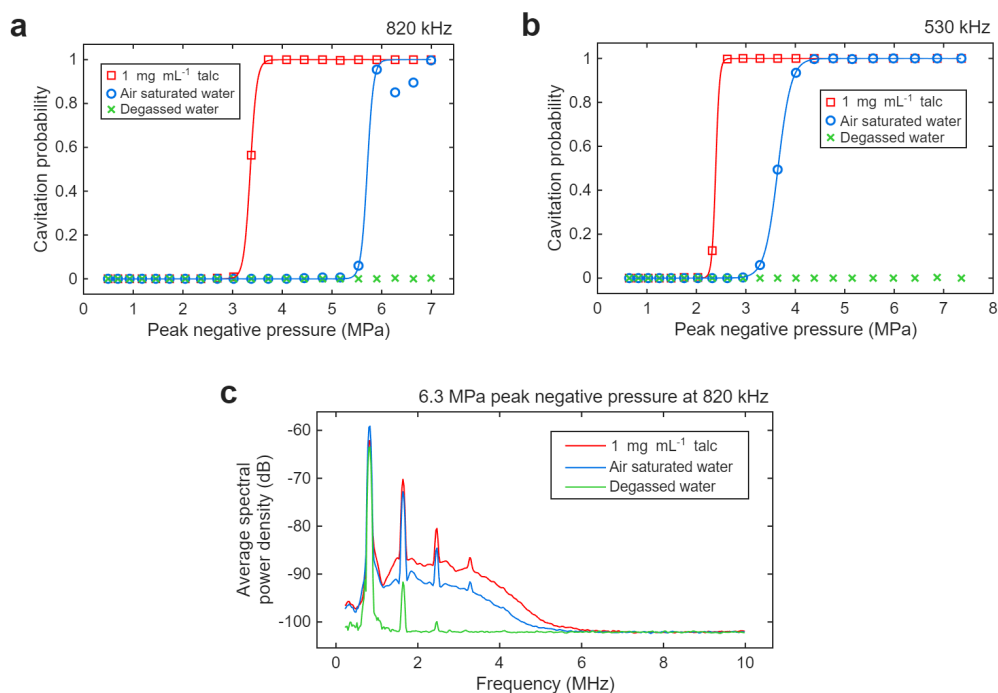 a
820 kHz
1
0.8
0.6
0.4
0.2
0
Cavitation probability
1 mg mL⁻¹ talc
Air saturated water
Degassed water
0 1 2 3 4 5 6 7
Peak negative pressure (MPa)
b
530 kHz
1
0.8
0.6
0.4
0.2
0
Cavitation probability
1 mg mL⁻¹ talc
Air saturated water
Degassed water
0 1 2 3 4 5 6 7 8
Peak negative pressure (MPa)
c
6.3 MPa peak negative pressure at 820 kHz
-60
-70
-80
-90
-100
Average spectral
power density (dB)
1 mg mL⁻¹ talc
Air saturated water
Degassed water
0 2 4 6 8 10
Frequency (MHz)